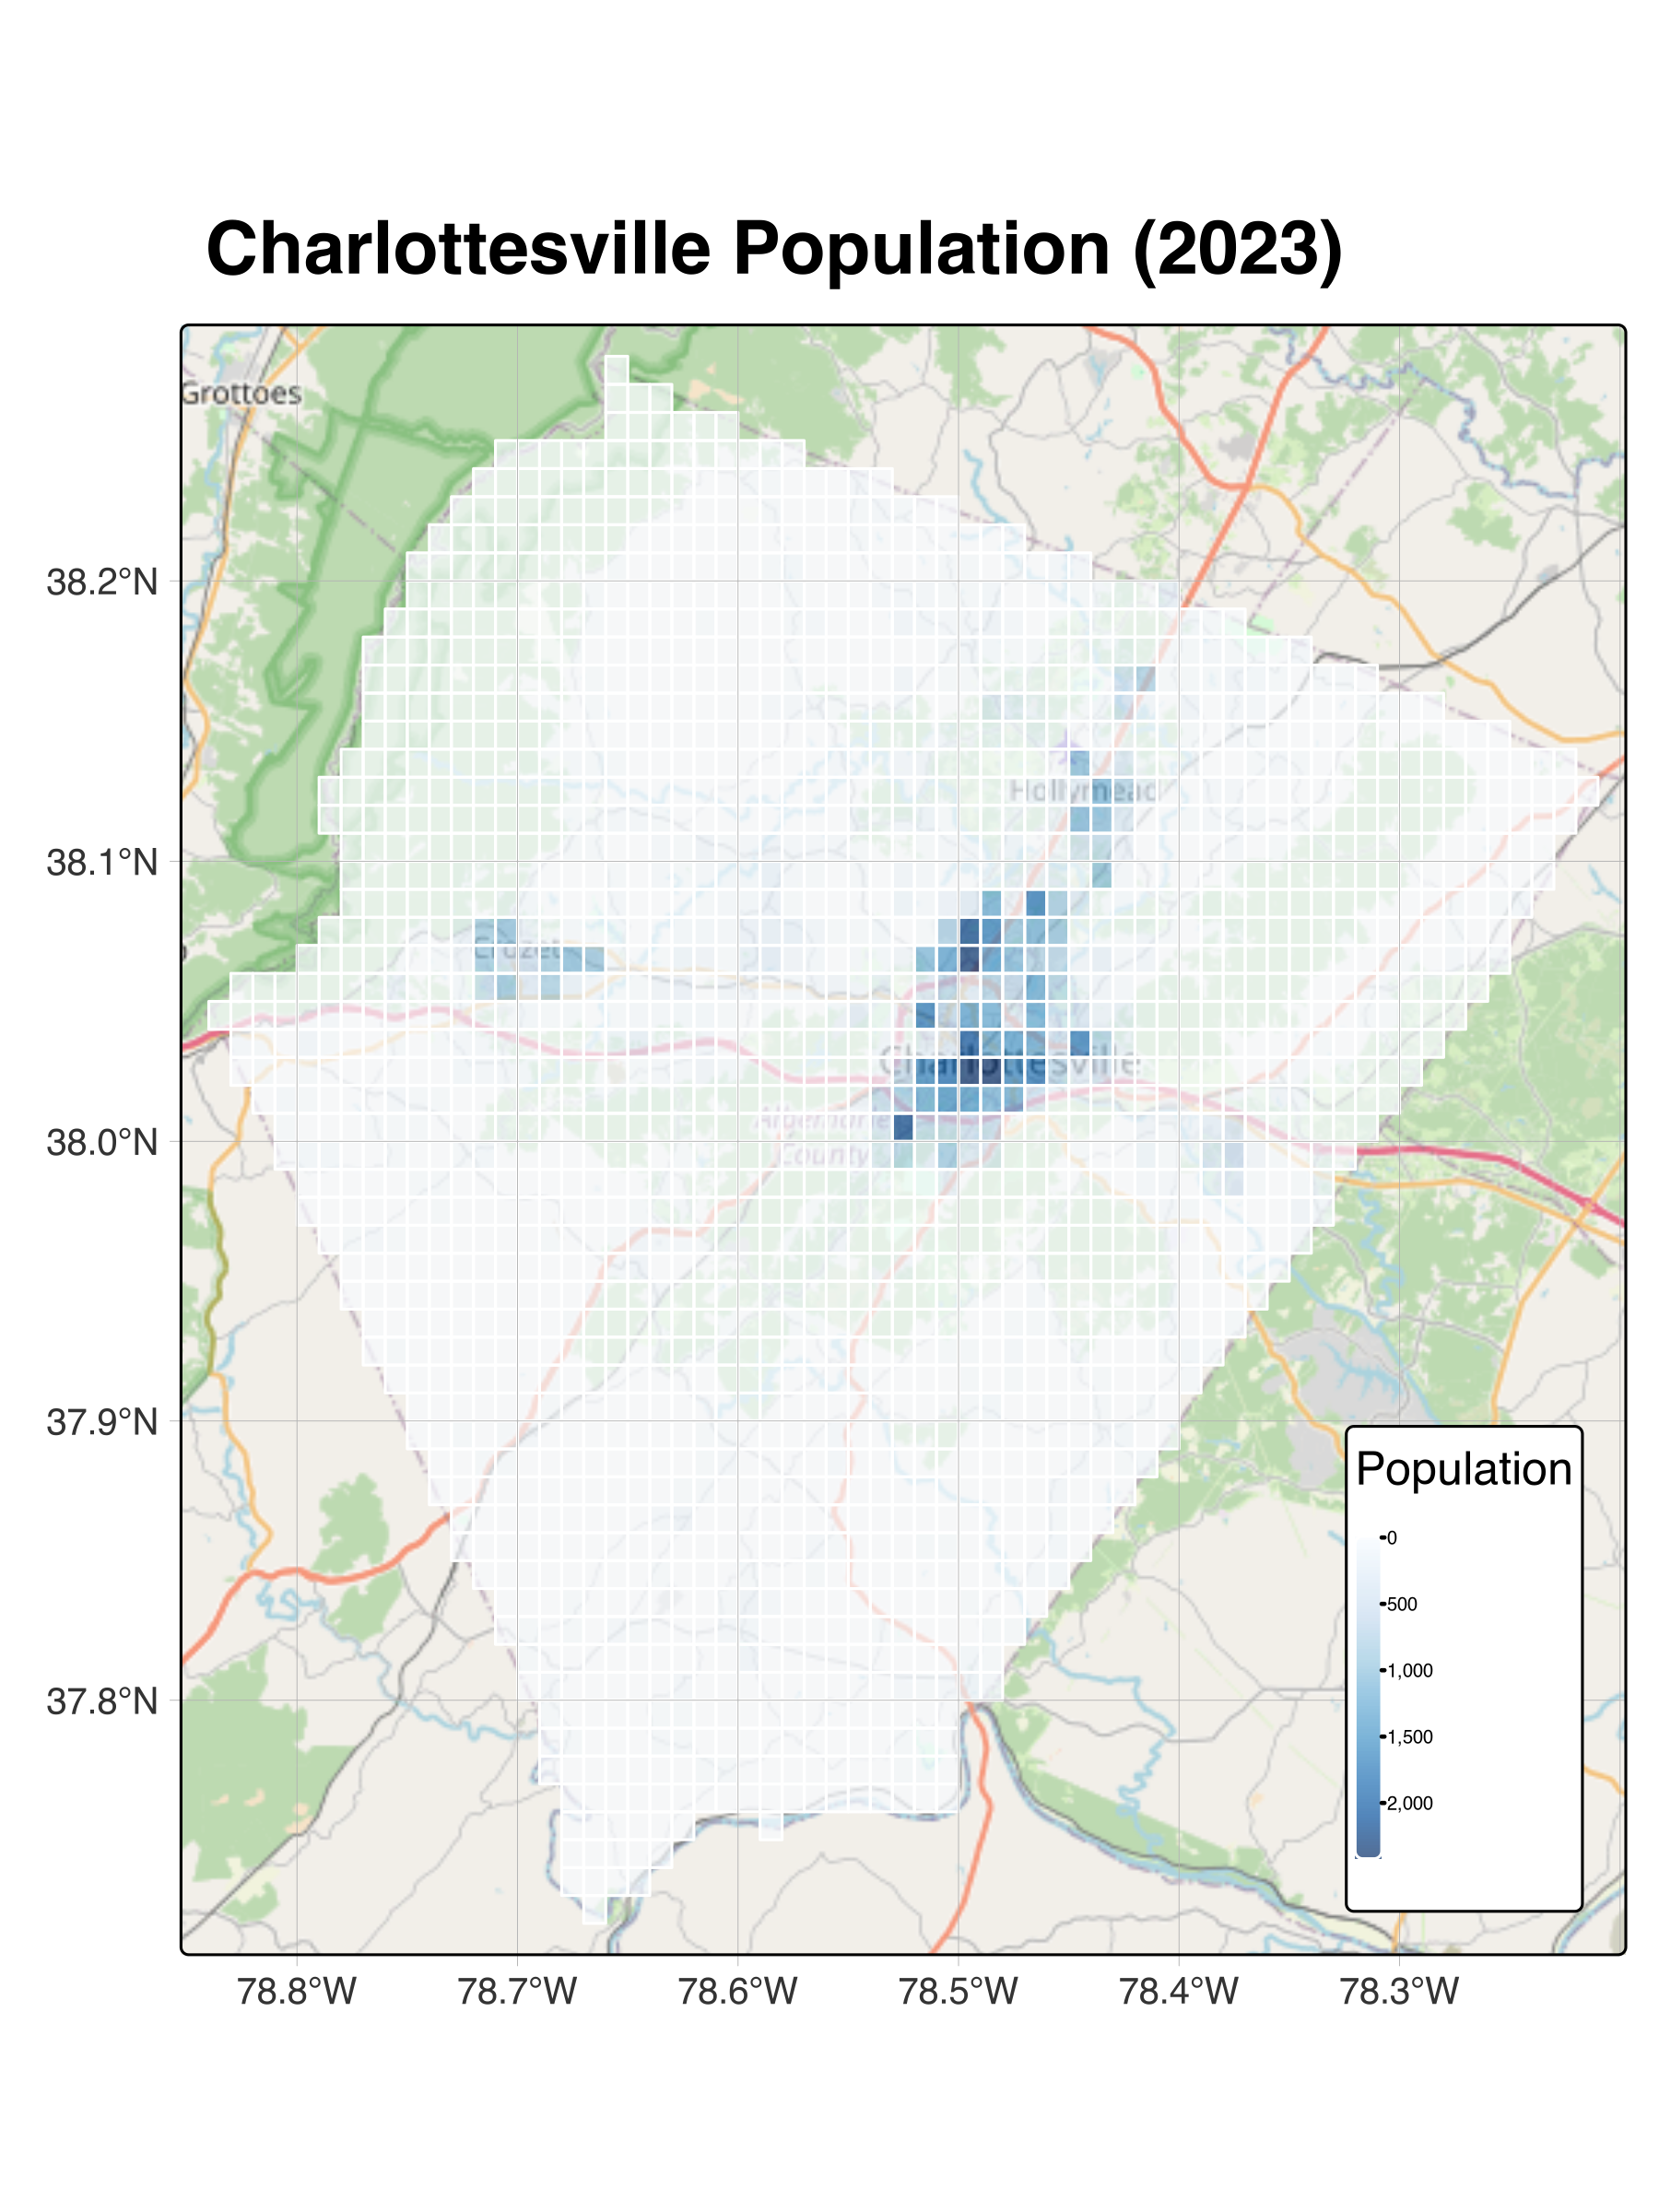 Charlottesville Population (2023)
Grottoes
38.2°N
Hollymead
38.1°N
Crozet
Charlottesville
Albemarle
County
38.0°N
37.9°N
Population
0
500
1,000
1,500
2,000
37.8°N
78.8°W 78.7°W 78.6°W 78.5°W 78.4°W 78.3°W